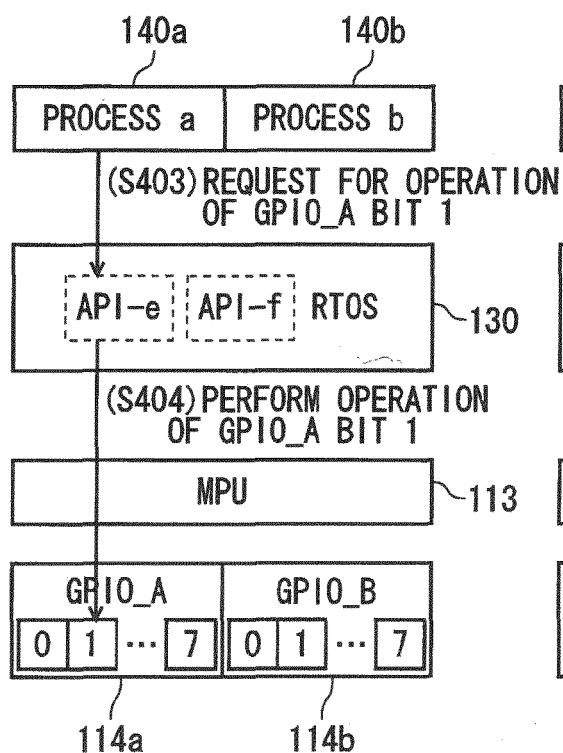 140a 140b
PROCESS a PROCESS b
(S403)REQUEST FOR OPERATION
OF GPIO_A BIT 1
API-e API-f RTOS 130
(S404)PERFORM OPERATION
OF GPIO_A BIT 1
MPU 113
GPIO_A GPIO_B
0 1 ... 7 0 1 ... 7
114a 114b